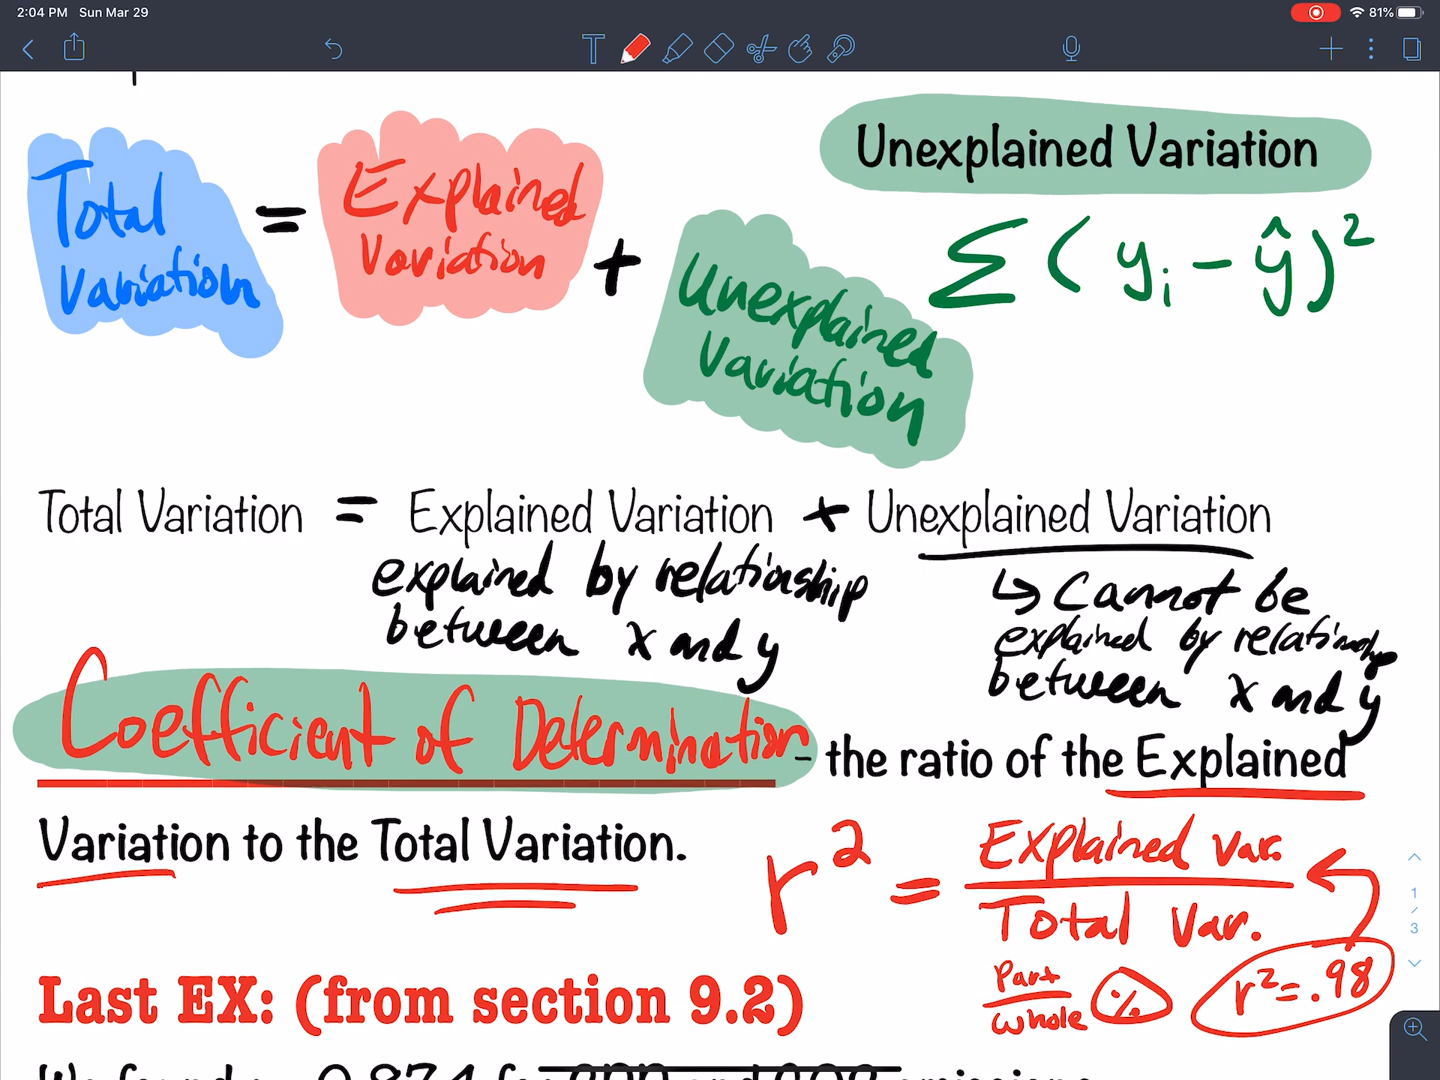 2:04 PM Sun Mar 29
81%
Total Variation
=
Explained Variation
+
Unexplained Variation
Unexplained Variation
Σ(yᵢ - ŷ)²
Total Variation = Explained Variation + Unexplained Variation
explained by relationship
between x and y
↳ Cannot be
explained by relationship
between x and y
Coefficient of Determination - the ratio of the Explained
Variation to the Total Variation.
r² = Explained Var. / Total Var.
Part / whole
%
r² = .98
1 / 3
Last EX: (from section 9.2)